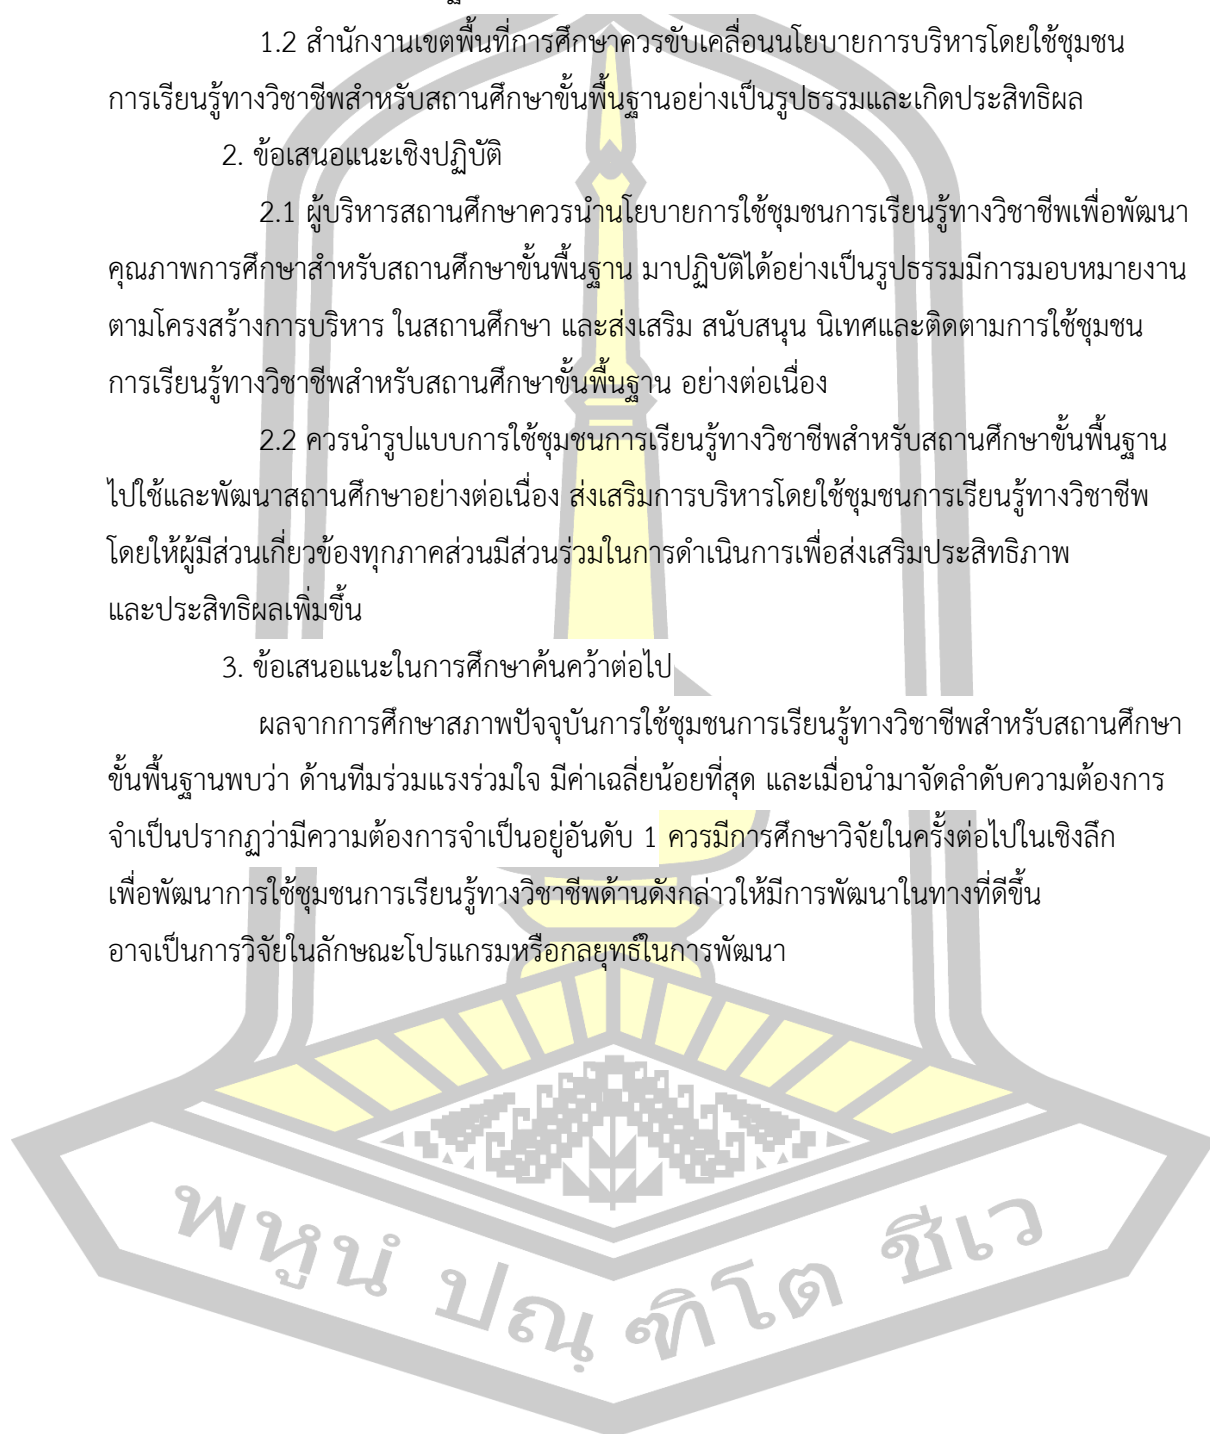 1.2 สำนักงานเขตพื้นที่การศึกษาควรขับเคลื่อนนโยบายการบริหารโดยใช้ชุมชน
การเรียนรู้ทางวิชาชีพสำหรับสถานศึกษาขั้นพื้นฐานอย่างเป็นรูปธรรมและเกิดประสิทธิผล
2. ข้อเสนอแนะเชิงปฏิบัติ
2.1 ผู้บริหารสถานศึกษาควรนำนโยบายการใช้ชุมชนการเรียนรู้ทางวิชาชีพเพื่อพัฒนา
คุณภาพการศึกษาสำหรับสถานศึกษาขั้นพื้นฐาน มาปฏิบัติได้อย่างเป็นรูปธรรมมีการมอบหมายงาน
ตามโครงสร้างการบริหาร ในสถานศึกษา และส่งเสริม สนับสนุน นิเทศและติดตามการใช้ชุมชน
การเรียนรู้ทางวิชาชีพสำหรับสถานศึกษาขั้นพื้นฐาน อย่างต่อเนื่อง
2.2 ควรนำรูปแบบการใช้ชุมชนการเรียนรู้ทางวิชาชีพสำหรับสถานศึกษาขั้นพื้นฐาน
ไปใช้และพัฒนาสถานศึกษาอย่างต่อเนื่อง ส่งเสริมการบริหารโดยใช้ชุมชนการเรียนรู้ทางวิชาชีพ
โดยให้ผู้มีส่วนเกี่ยวข้องทุกภาคส่วนมีส่วนร่วมในการดำเนินการเพื่อส่งเสริมประสิทธิภาพ
และประสิทธิผลเพิ่มขึ้น
3. ข้อเสนอแนะในการศึกษาค้นคว้าต่อไป
ผลจากการศึกษาสภาพปัจจุบันการใช้ชุมชนการเรียนรู้ทางวิชาชีพสำหรับสถานศึกษา
ขั้นพื้นฐานพบว่า ด้านทีมร่วมแรงร่วมใจ มีค่าเฉลี่ยน้อยที่สุด และเมื่อนำมาจัดลำดับความต้องการ
จำเป็นปรากฏว่ามีความต้องการจำเป็นอยู่อันดับ 1 ควรมีการศึกษาวิจัยในครั้งต่อไปในเชิงลึก
เพื่อพัฒนาการใช้ชุมชนการเรียนรู้ทางวิชาชีพด้านดังกล่าวให้มีการพัฒนาในทางที่ดีขึ้น
อาจเป็นการวิจัยในลักษณะโปรแกรมหรือกลยุทธ์ในการพัฒนา
พหูนํ ปณฺ ฑิโต ชีเว